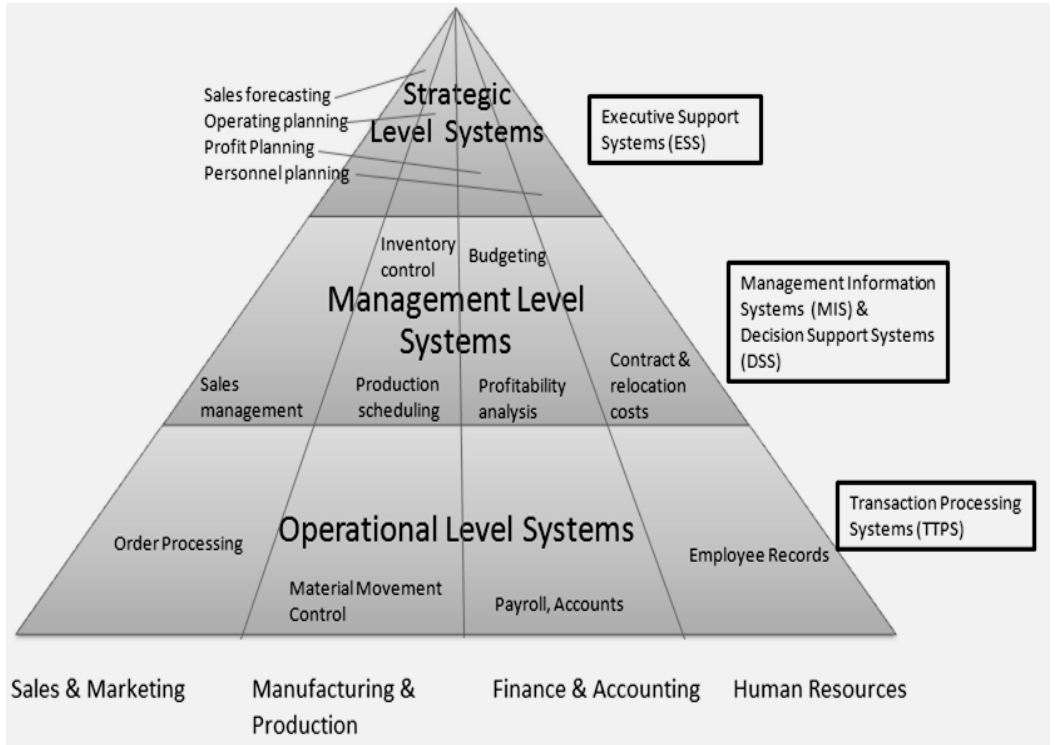 Sales forecasting
Operating planning
Profit Planning
Personnel planning
Strategic
Level Systems
Executive Support
Systems (ESS)
Inventory
control
Budgeting
Management Level
Systems
Management Information
Systems (MIS) &
Decision Support Systems
(DSS)
Sales
management
Production
scheduling
Profitability
analysis
Contract &
relocation
costs
Operational Level Systems
Transaction Processing
Systems (TTPS)
Order Processing
Material Movement
Control
Payroll, Accounts
Employee Records
Sales & Marketing
Manufacturing &
Production
Finance & Accounting
Human Resources